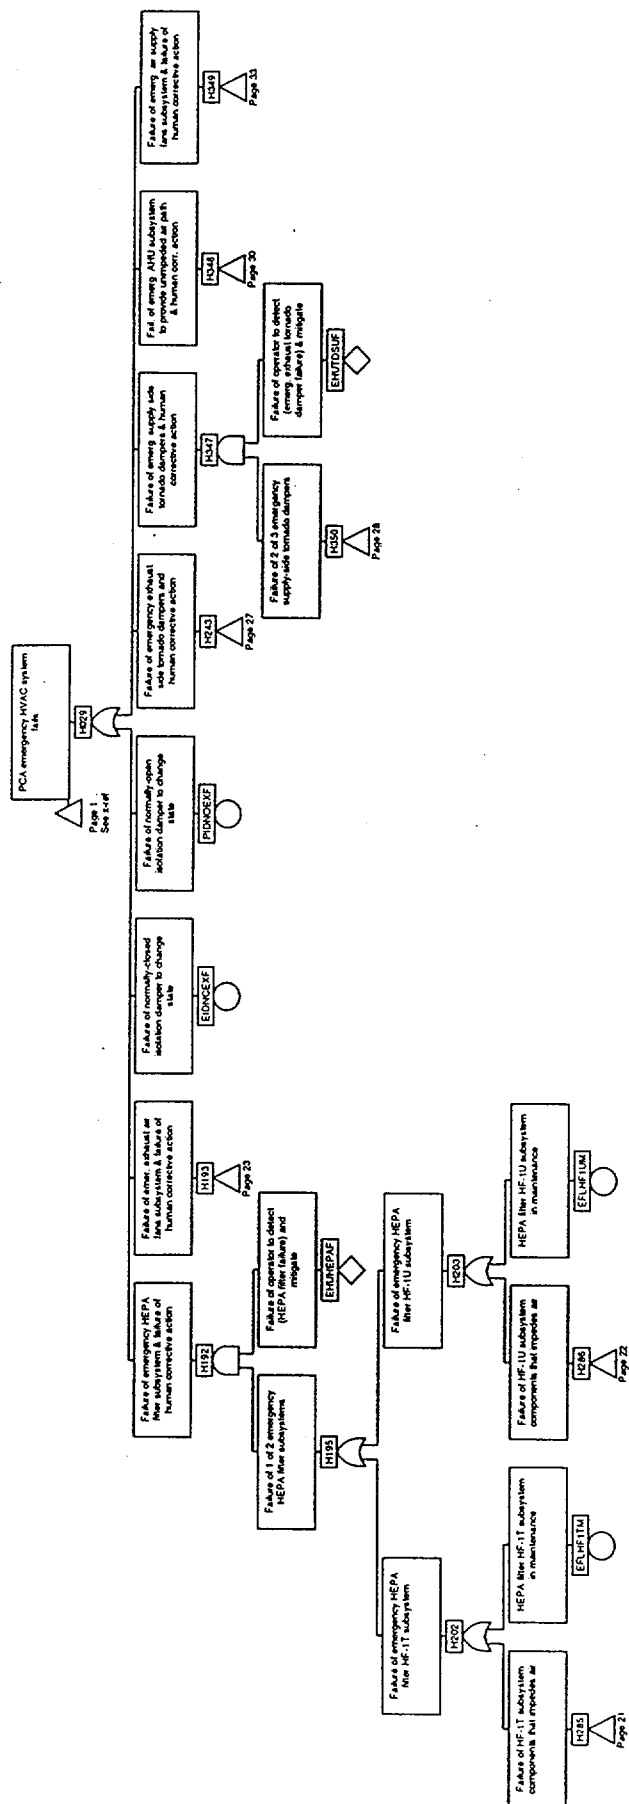 PCA emergency HVAC system
fails
H029
Page 1
See x-ref
Failure of emergency HEPA
filter subsystem & failure of
human corrective action
H192
Failure of emer. exhaust air
fans subsystem & failure of
human corrective action
H193
Page 23
Failure of normally-closed
isolation damper to change
state
EIDNCEXF
Failure of normally-open
isolation damper to change
state
PIDNOEXF
Failure of emergency exhaust
side tornado dampers and
human corrective action
H243
Page 27
Failure of emerg. supply side
tornado dampers & human
corrective action
H347
Fail. of emerg. AHU subsystem
to provide unimpeded air path
& human corr. action
H348
Page 30
Failure of emerg. air supply
fans subsystem & failure of
human corrective action
H349
Page 33
Failure of 1 of 2 emergency
HEPA filter subsystems
H195
Failure of operator to detect
(HEPA filter failure) and
mitigate
EHUHEPAF
Failure of 2 of 3 emergency
supply-side tornado dampers
H350
Page 28
Failure of operator to detect
(emerg. exhaust tornado
damper failure) & mitigate
EHUTDSUF
Failure of emergency HEPA
filter HF-1T subsystem
H202
Failure of emergency HEPA
filter HF-1U subsystem
H203
Failure of HF-1T subsystem
components that impedes air
H285
Page 21
HEPA filter HF-1T subsystem
in maintenance
EFLHF1TM
Failure of HF-1U subsystem
components that impedes air
H286
Page 22
HEPA filter HF-1U subsystem
in maintenance
EFLHF1UM